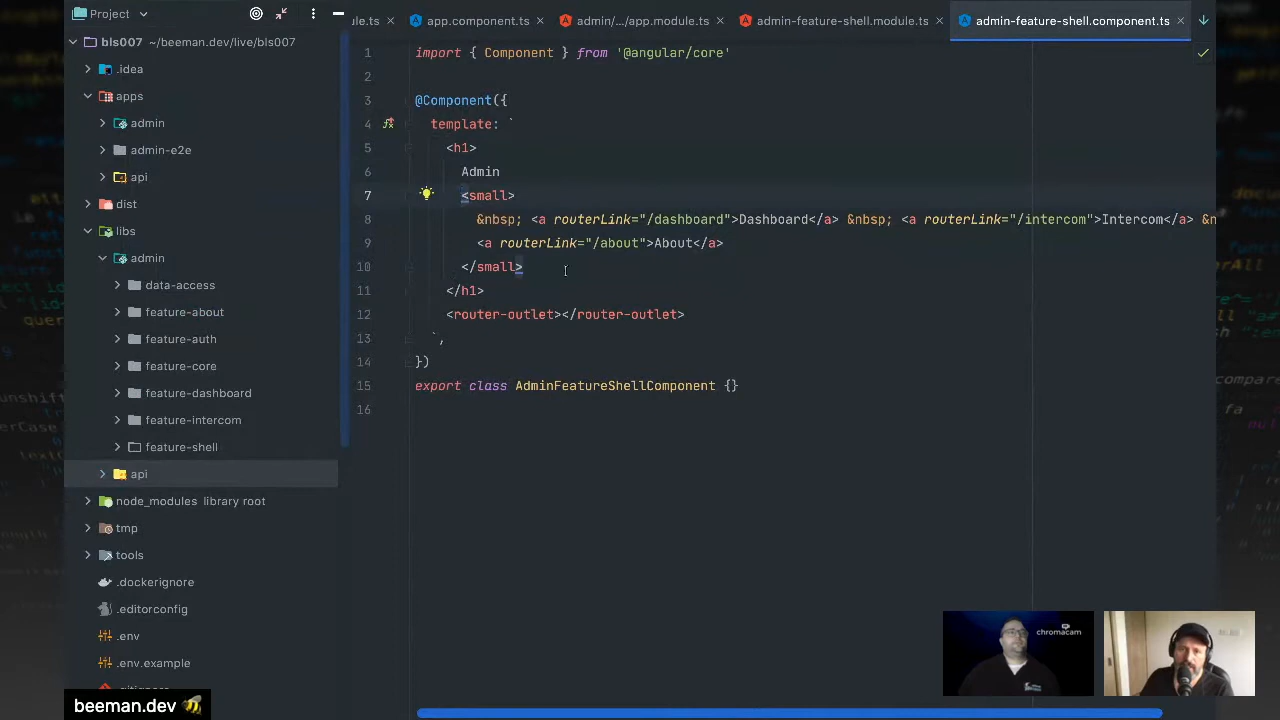 Project
ule.ts
app.component.ts
admin/.../app.module.ts
admin-feature-shell.module.ts
admin-feature-shell.component.ts
bls007 ~/beeman.dev/live/bls007
.idea
apps
admin
admin-e2e
api
dist
libs
admin
data-access
feature-about
feature-auth
feature-core
feature-dashboard
feature-intercom
feature-shell
api
node_modules library root
tmp
tools
.dockerignore
.editorconfig
.env
.env.example
1 import { Component } from '@angular/core'
2
3 @Component({
4 template: `
5 <h1>
6 Admin
7 <small>
8 &nbsp; <a routerLink="/dashboard">Dashboard</a> &nbsp; <a routerLink="/intercom">Intercom</a> &n
9 <a routerLink="/about">About</a>
10 </small>
11 </h1>
12 <router-outlet></router-outlet>
13 `,
14 })
15 export class AdminFeatureShellComponent {}
16
chromacam
beeman.dev